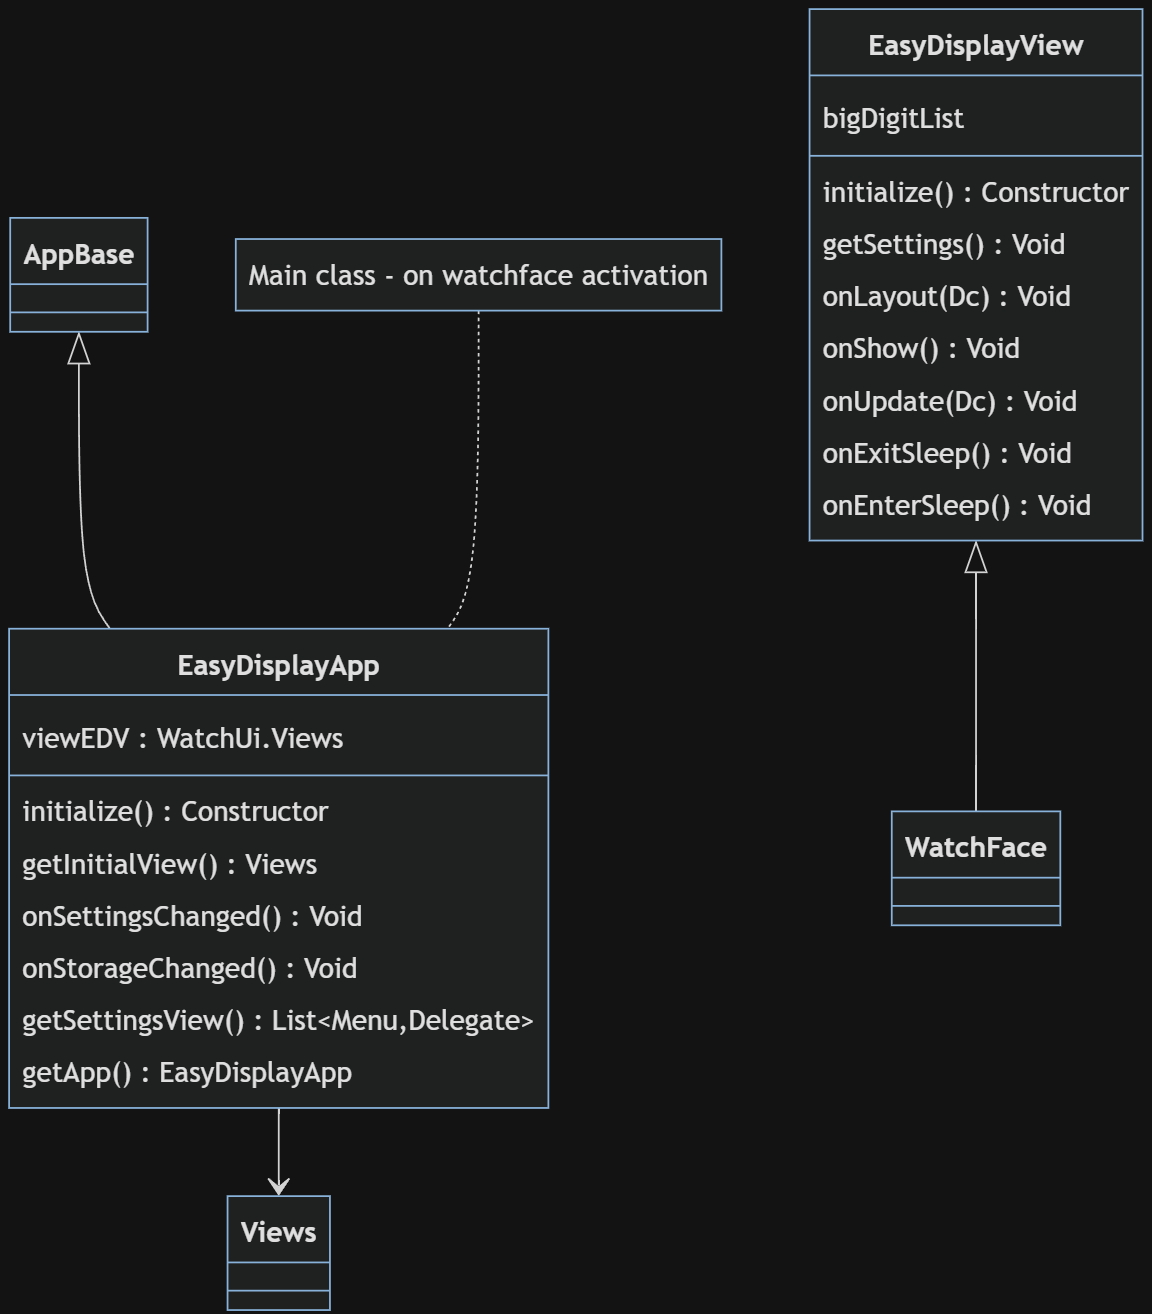 AppBase
Main class - on watchface activation
EasyDisplayView
bigDigitList
initialize() : Constructor
getSettings() : Void
onLayout(Dc) : Void
onShow() : Void
onUpdate(Dc) : Void
onExitSleep() : Void
onEnterSleep() : Void
EasyDisplayApp
viewEDV : WatchUi.Views
initialize() : Constructor
getInitialView() : Views
onSettingsChanged() : Void
onStorageChanged() : Void
getSettingsView() : List<Menu,Delegate>
getApp() : EasyDisplayApp
WatchFace
Views